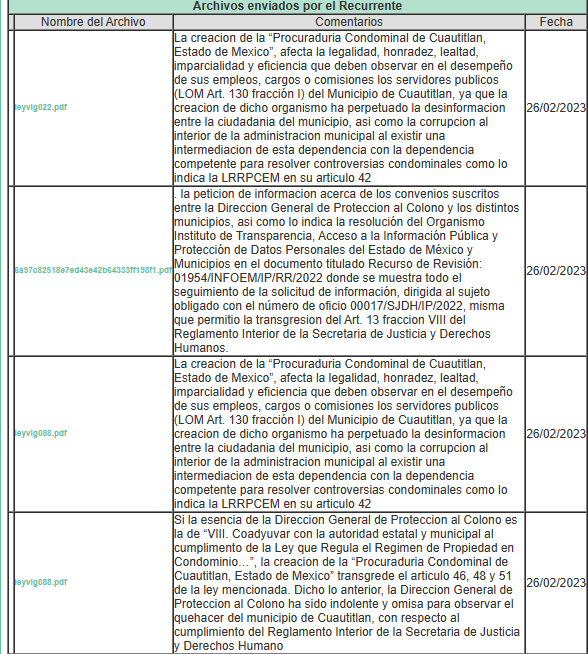 Archivos enviados por el Recurrente
Nombre del Archivo Comentarios Fecha
La creacion de la “Procuraduria Condominal de Cuautitlan,
Estado de Mexico”, afecta la legalidad, honradez, lealtad,
imparcialidad y eficiencia que deben observar en el desempeño
de sus empleos, cargos o comisiones los servidores publicos
(LOM Art. 130 fracción I) del Municipio de Cuautitlan, ya que la
leyvig022.pdf creacion de dicho organismo ha perpetuado la desinformacion 26/02/2023
entre la ciudadania del municipio, asi como la corrupcion al
interior de la administracion municipal al existir una
intermediacion de esta dependencia con la dependencia
competente para resolver controversias condominales como lo
indica la LRRPCEM en su articulo 42
. la peticion de informacion acerca de los convenios suscritos
entre la Direccion General de Proteccion al Colono y los distintos
municipios, asi como lo indica la resolución del Organismo
Instituto de Transparencia, Acceso a la Información Pública y
Protección de Datos Personales del Estado de México y
Municipios en el documento titulado Recurso de Revisión: 26/02/2023
01954/INFOEM/IP/RR/2022 donde se muestra todo el
seguimiento de la solicitud de información, dirigida al sujeto
obligado con el número de oficio 00017/SJDH/IP/2022, misma
que permitio la transgresion del Art. 13 fraccion VIII del
Reglamento Interior de la Secretaria de Justicia y Derechos
Humanos.
La creacion de la “Procuraduria Condominal de Cuautitlan,
Estado de Mexico”, afecta la legalidad, honradez, lealtad,
imparcialidad y eficiencia que deben observar en el desempeño
de sus empleos, cargos o comisiones los servidores publicos
(LOM Art. 130 fracción I) del Municipio de Cuautitlan, ya que la
leyvig088.pdf creacion de dicho organismo ha perpetuado la desinformacion 26/02/2023
entre la ciudadania del municipio, asi como la corrupcion al
interior de la administracion municipal al existir una
intermediacion de esta dependencia con la dependencia
competente para resolver controversias condominales como lo
indica la LRRPCEM en su articulo 42
Si la esencia de la Direccion General de Proteccion al Colono es
la de “VIII. Coadyuvar con la autoridad estatal y municipal al
cumplimento de la Ley que Regula el Regimen de Propiedad en
Condominio…”, la creacion de la “Procuraduria Condominal de
leyvig088.pdf Cuautitlan, Estado de Mexico” transgrede el articulo 46, 48 y 51 26/02/2023
de la ley mencionada. Dicho lo anterior, la Direccion General de
Proteccion al Colono ha sido indolente y omisa para observar el
quehacer del municipio de Cuautitlan, con respecto al
cumplimiento del Reglamento Interior de la Secretaria de Justicia
y Derechos Humano